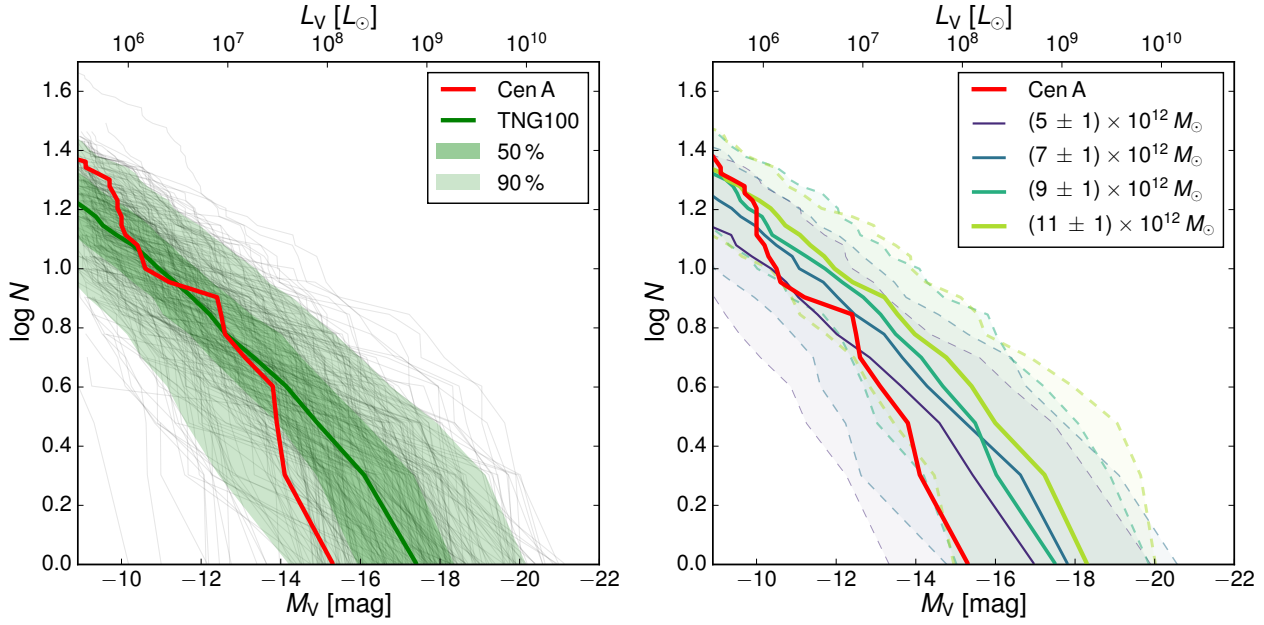 L_V [L_⊙]
10^6 10^7 10^8 10^9 10^10
1.6
1.4
1.2
1.0
0.8
0.6
0.4
0.2
0.0
log N
Cen A
TNG100
50 %
90 %
−10 −12 −14 −16 −18 −20 −22
M_V [mag]
L_V [L_⊙]
10^6 10^7 10^8 10^9 10^10
1.6
1.4
1.2
1.0
0.8
0.6
0.4
0.2
0.0
log N
Cen A
(5 ± 1) × 10^12 M_⊙
(7 ± 1) × 10^12 M_⊙
(9 ± 1) × 10^12 M_⊙
(11 ± 1) × 10^12 M_⊙
−10 −12 −14 −16 −18 −20 −22
M_V [mag]